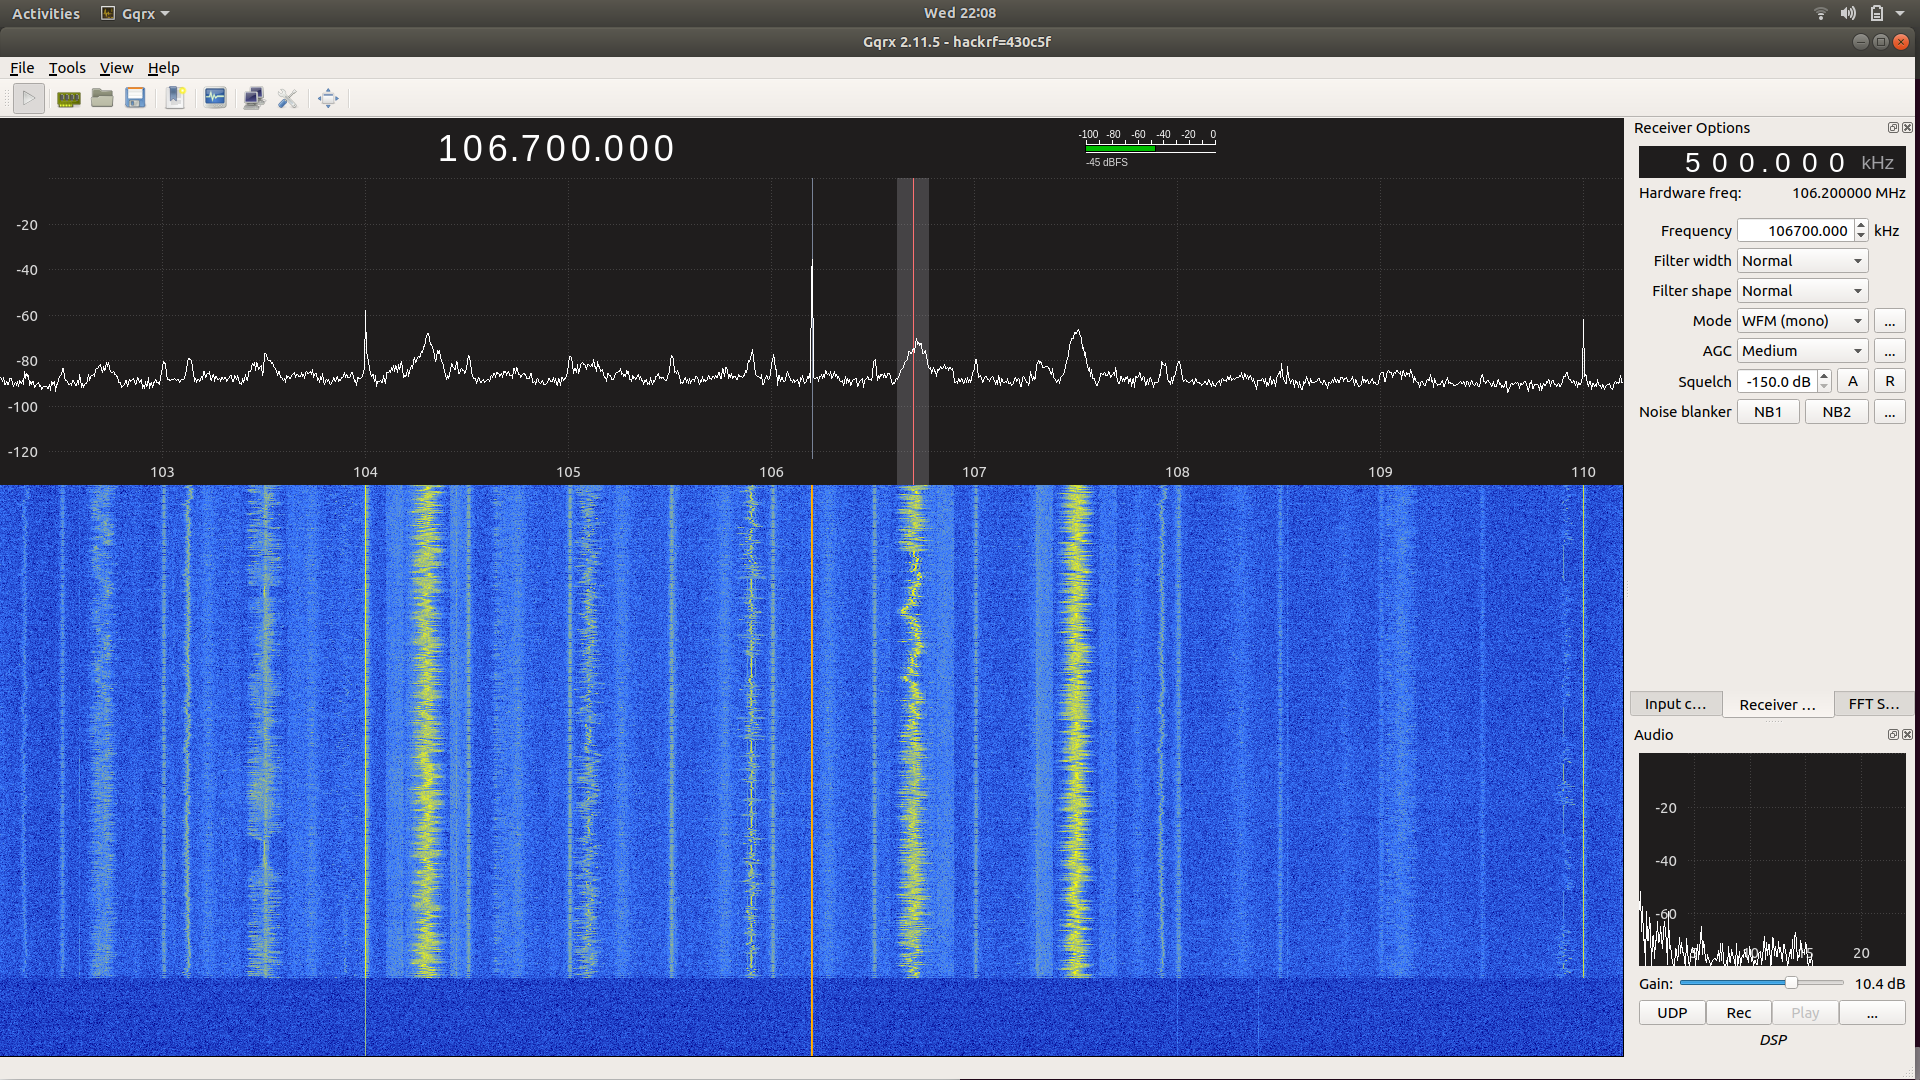 Activities Gqrx Wed 22:08
Gqrx 2.11.5 - hackrf=430c5f
File Tools View Help
106.700.000
-100 -80 -60 -40 -20 0
-45 dBFS
-20
-40
-60
-80
-100
-120
103 104 105 106 107 108 109 110
Receiver Options
500.000 kHz
Hardware freq: 106.200000 MHz
Frequency 106700.000 kHz
Filter width Normal
Filter shape Normal
Mode WFM (mono) ...
AGC Medium ...
Squelch -150.0 dB A R
Noise blanker NB1 NB2 ...
Input c... Receiver ... FFT S...
Audio
-20
-40
-60
20
Gain: 10.4 dB
UDP Rec Play ...
DSP